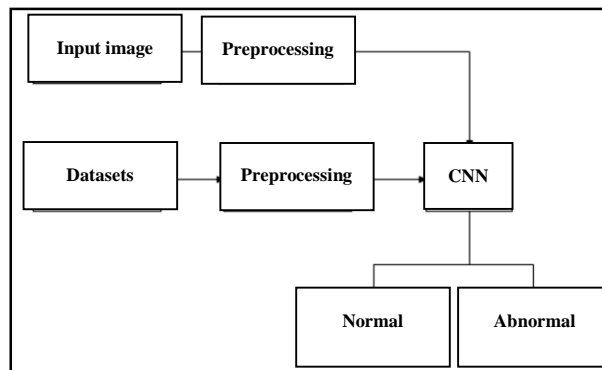 Input image
Preprocessing
Datasets
Preprocessing
CNN
Normal
Abnormal